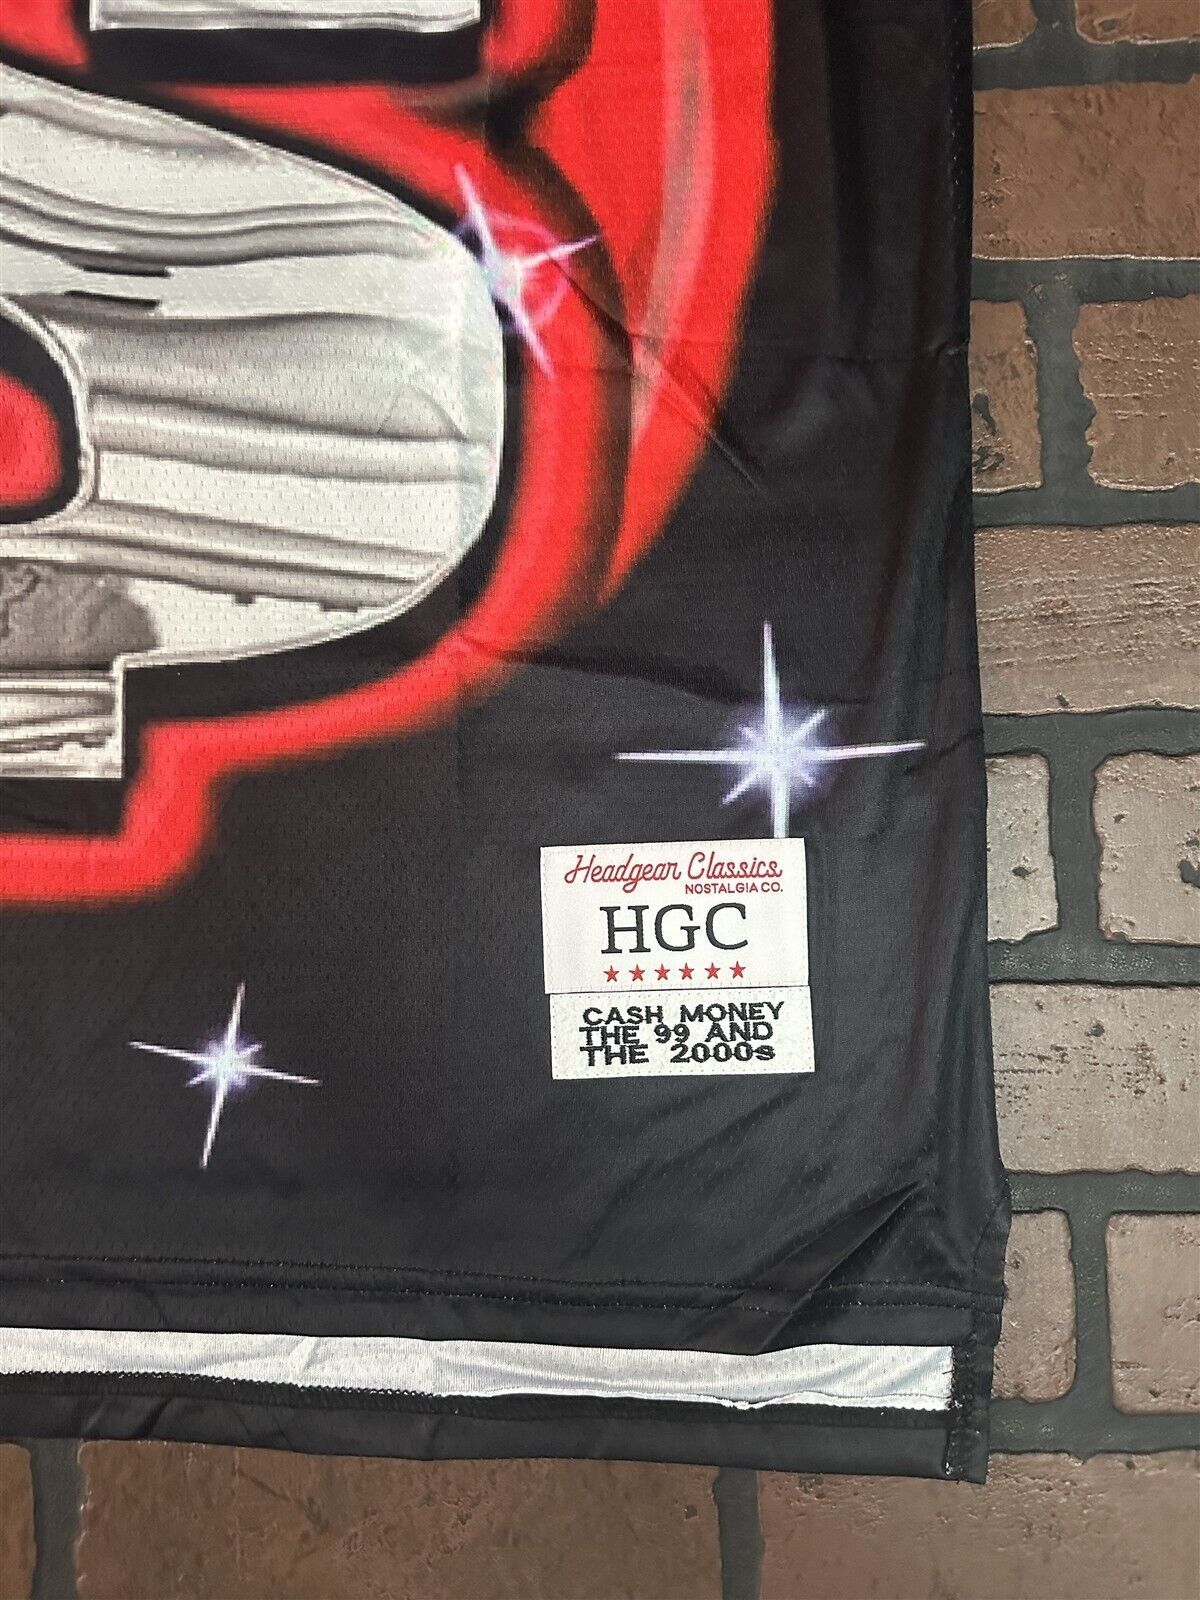 Headgear Classics
NOSTALGIA CO.
HGC
CASH MONEY
THE 99 AND
THE 2000s